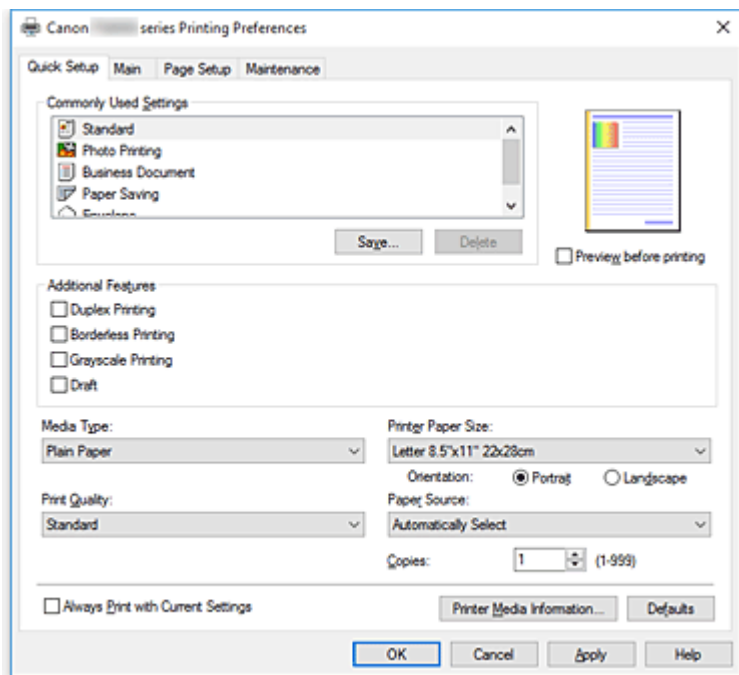 Canon series Printing Preferences
Quick Setup Main Page Setup Maintenance
Commonly Used Settings
Standard
Photo Printing
Business Document
Paper Saving
Envelope
Save... Delete
Preview before printing
Additional Features
Duplex Printing
Borderless Printing
Grayscale Printing
Draft
Media Type: Printer Paper Size:
Plain Paper Letter 8.5"x11" 22x28cm
Orientation: Portrait Landscape
Print Quality: Paper Source:
Standard Automatically Select
Copies: 1 (1-999)
Always Print with Current Settings Printer Media Information... Defaults
OK Cancel Apply Help